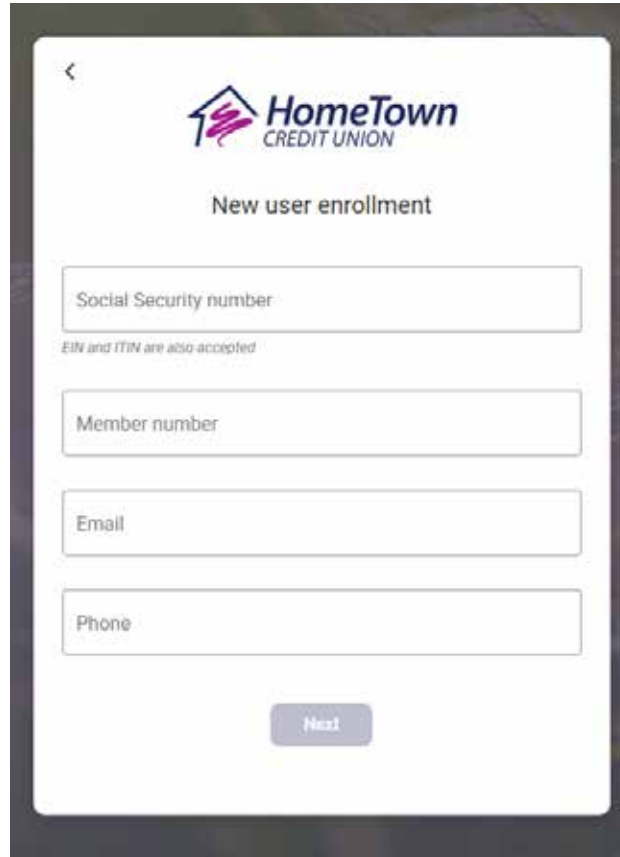 HomeTown
CREDIT UNION
New user enrollment
Social Security number
EIN and ITIN are also accepted
Member number
Email
Phone
Next